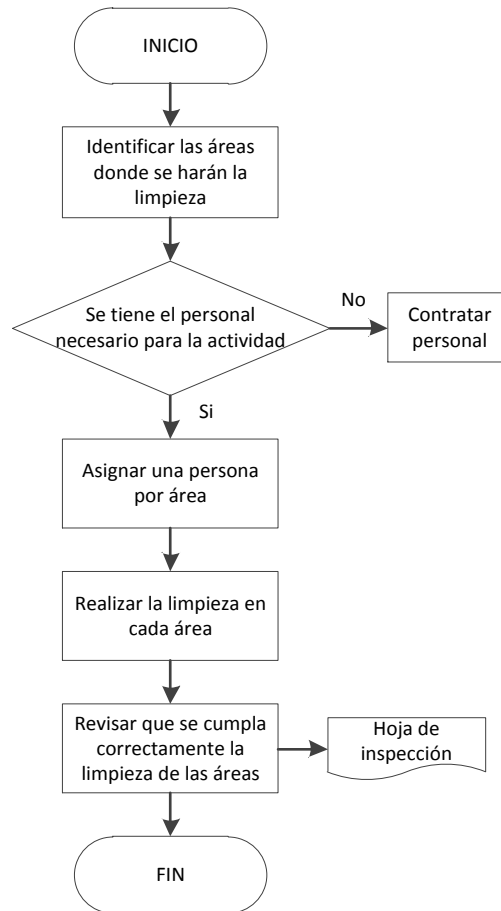 INICIO
Identificar las áreas
donde se harán la
limpieza
Se tiene el personal
necesario para la actividad
No
Contratar
personal
Si
Asignar una persona
por área
Realizar la limpieza en
cada área
Revisar que se cumpla
correctamente la
limpieza de las áreas
Hoja de
inspección
FIN